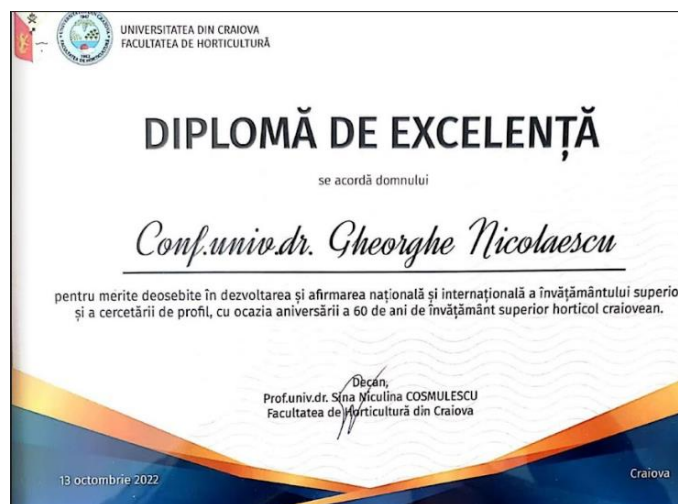 UNIVERSITATEA DIN CRAIOVA
FACULTATEA DE HORTICULTURĂ
DIPLOMĂ DE EXCELENȚĂ
se acordă domnului
Conf.univ.dr. Gheorghe Nicolaescu
pentru merite deosebite în dezvoltarea și afirmarea națională și internațională a învățământului superio
și a cercetării de profil, cu ocazia aniversării a 60 de ani de învățământ superior horticol craiovean.
Decan,
Prof.univ.dr. Sina Niculina COSMULESCU
Facultatea de Horticultură din Craiova
13 octombrie 2022
Craiova